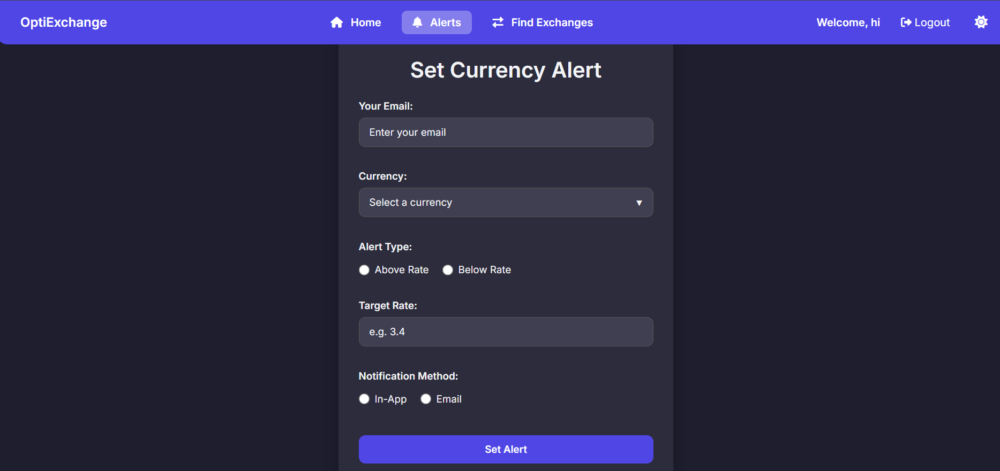 OptiExchange
Home
Alerts
Find Exchanges
Welcome, hi
Logout
Set Currency Alert
Your Email:
Enter your email
Currency:
Select a currency
Alert Type:
Above Rate
Below Rate
Target Rate:
e.g. 3.4
Notification Method:
In-App
Email
Set Alert